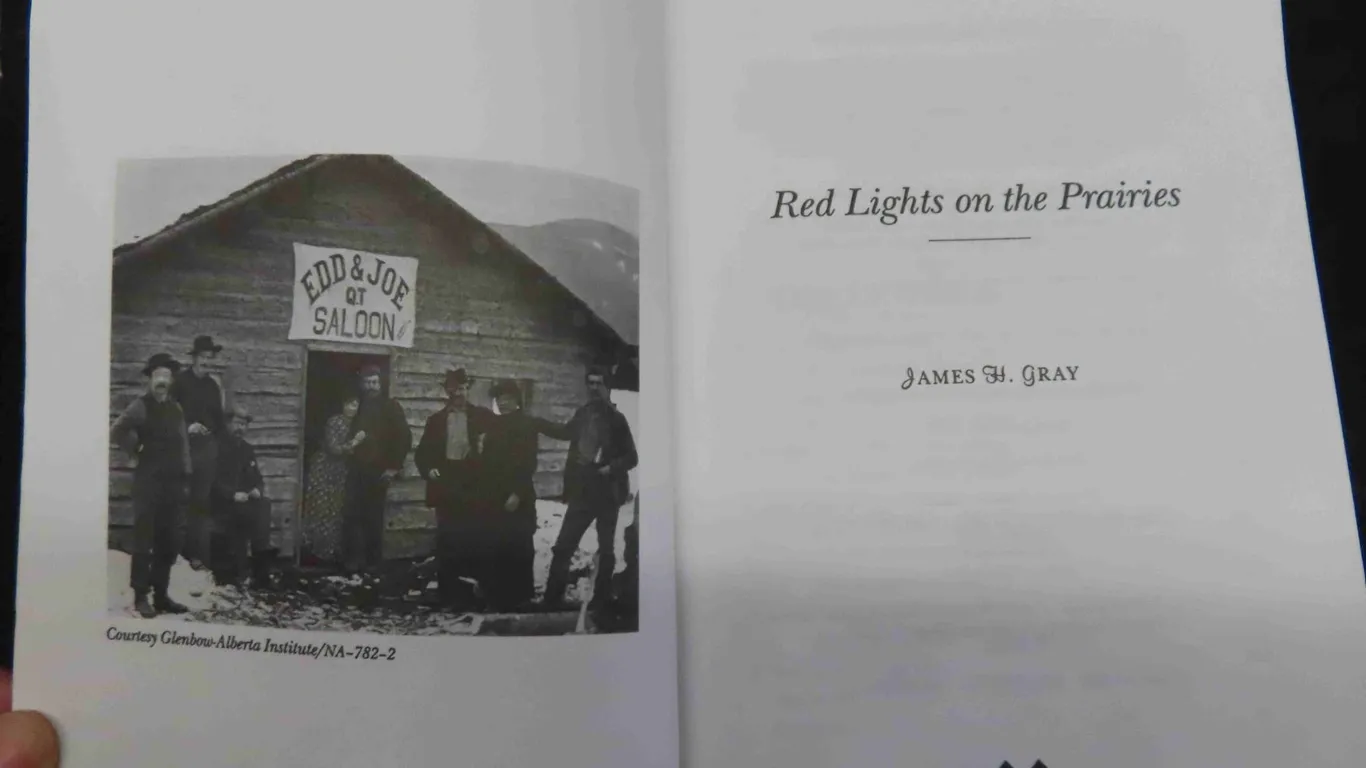 EDD & JOE
QT
SALOON
Courtesy Glenbow-Alberta Institute/NA–782–2
Red Lights on the Prairies
JAMES H. GRAY